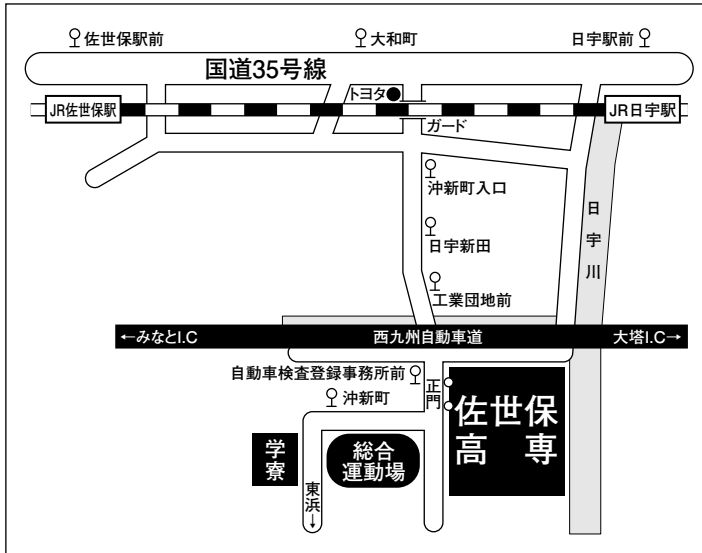 佐世保駅前
大和町
日宇駅前
国道35号線
トヨタ
JR佐世保駅
JR日宇駅
ガード
沖新町入口
日宇川
日宇新田
工業団地前
←みなとI.C
西九州自動車道
大塔I.C→
自動車検査登録事務所前
正門
沖新町
佐世保
高専
学寮
総合
運動場
東浜→